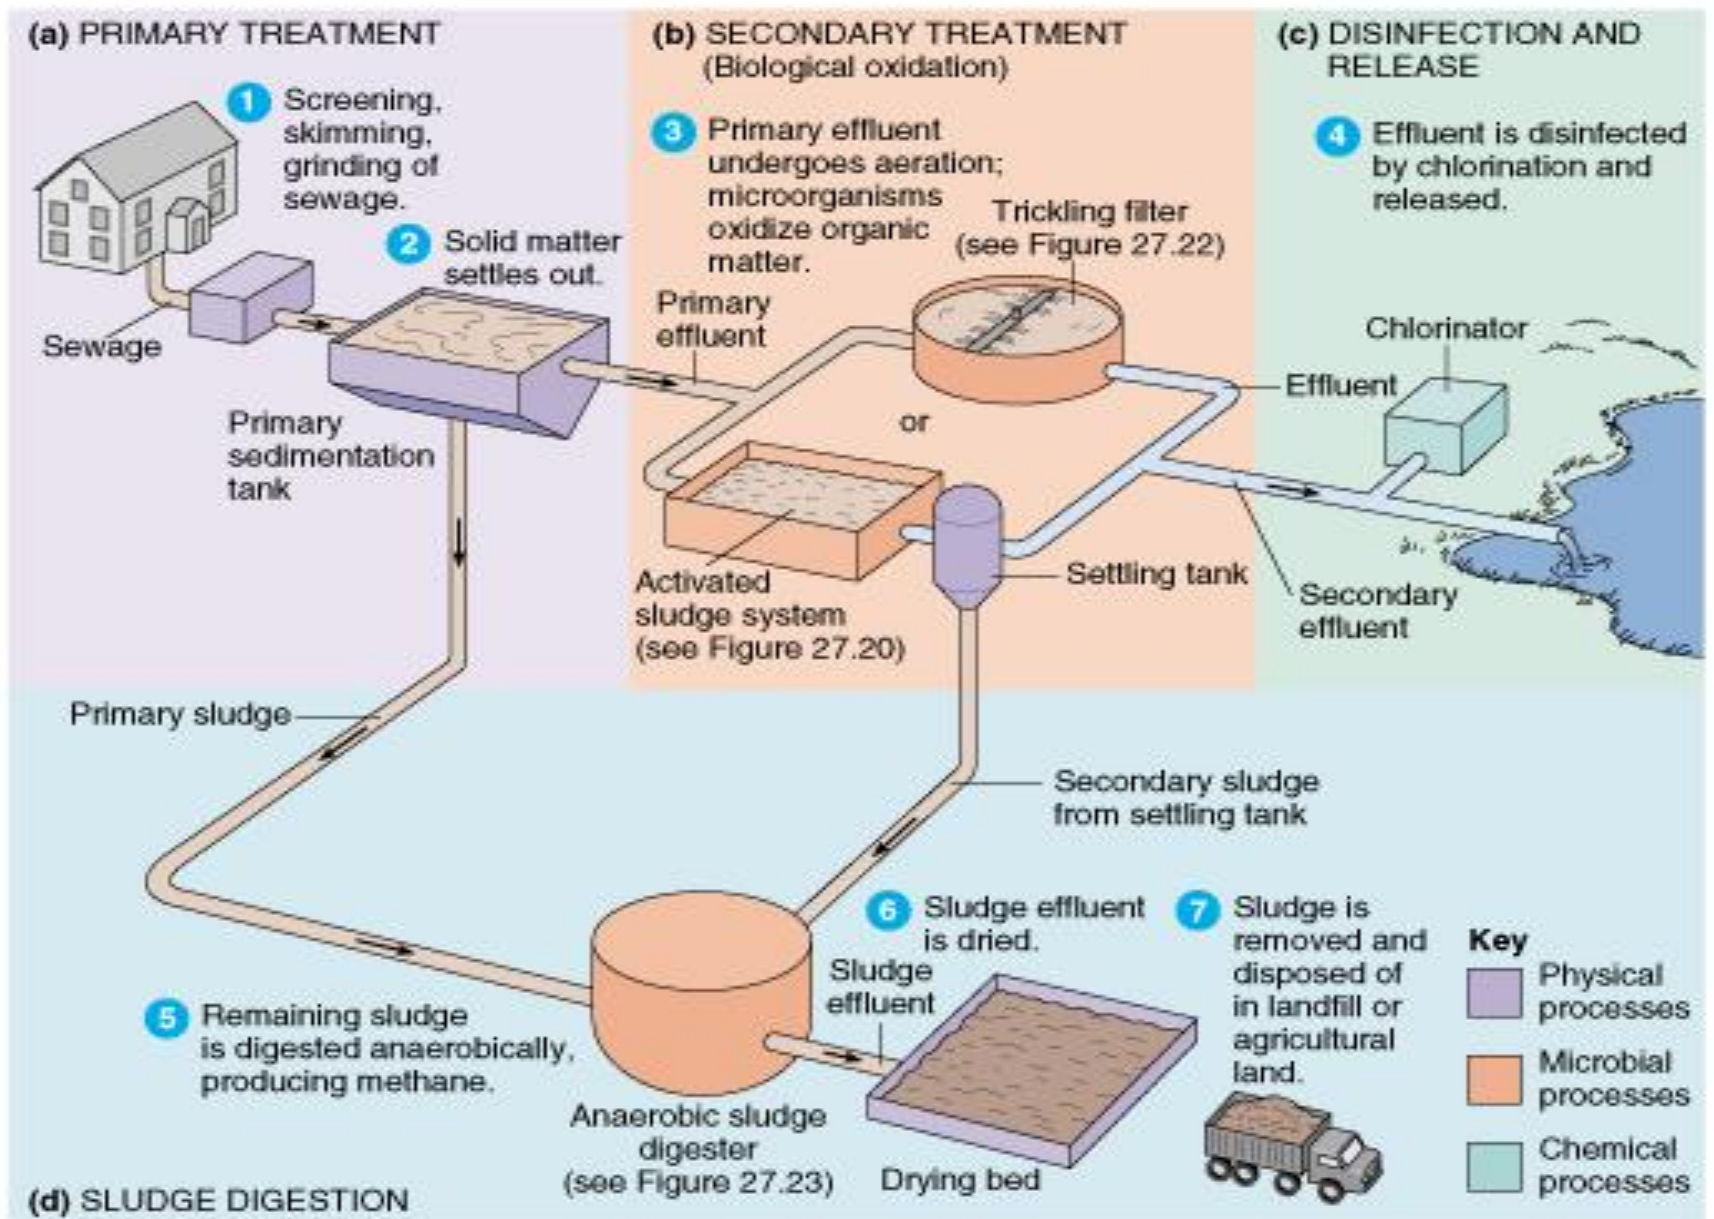 (a) PRIMARY TREATMENT
1 Screening,
skimming,
grinding of
sewage.
2 Solid matter
settles out.
Sewage
Primary
sedimentation
tank
(b) SECONDARY TREATMENT
(Biological oxidation)
3 Primary effluent
undergoes aeration;
microorganisms
oxidize organic
matter.
Trickling filter
(see Figure 27.22)
Primary
effluent
or
Activated
sludge system
(see Figure 27.20)
Settling tank
(c) DISINFECTION AND
RELEASE
4 Effluent is disinfected
by chlorination and
released.
Chlorinator
Effluent
Secondary
effluent
Primary sludge
Secondary sludge
from settling tank
5 Remaining sludge
is digested anaerobically,
producing methane.
Anaerobic sludge
digester
(see Figure 27.23)
6 Sludge effluent
is dried.
Sludge
effluent
Drying bed
7 Sludge is
removed and
disposed of
in landfill or
agricultural
land.
Key
Physical
processes
Microbial
processes
Chemical
processes
(d) SLUDGE DIGESTION